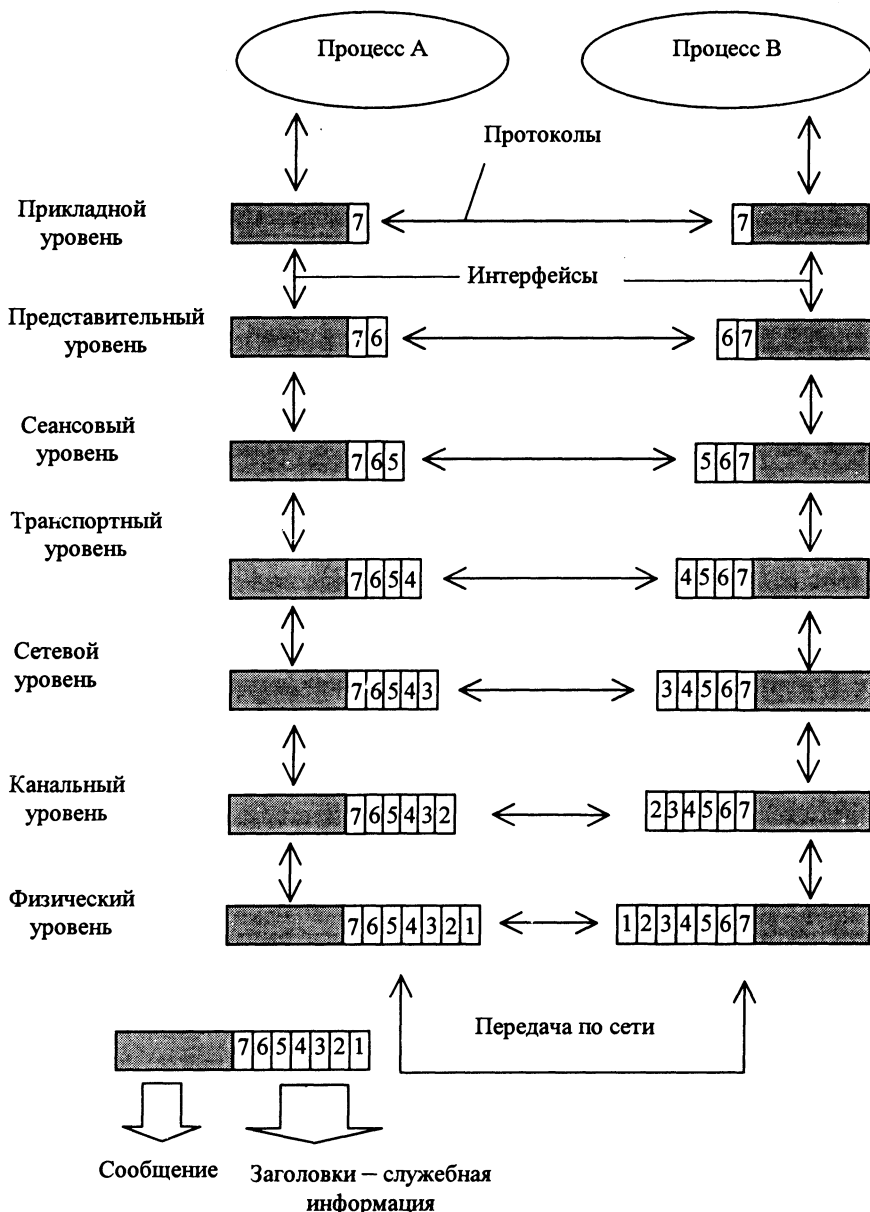 Процесс А
Процесс В
Протоколы
Прикладной
уровень
7
7
Интерфейсы
Представительный
уровень
7 6
6 7
Сеансовый
уровень
7 6 5
5 6 7
Транспортный
уровень
7 6 5 4
4 5 6 7
Сетевой
уровень
7 6 5 4 3
3 4 5 6 7
Канальный
уровень
7 6 5 4 3 2
2 3 4 5 6 7
Физический
уровень
7 6 5 4 3 2 1
1 2 3 4 5 6 7
Передача по сети
7 6 5 4 3 2 1
Сообщение
Заголовки – служебная
информация